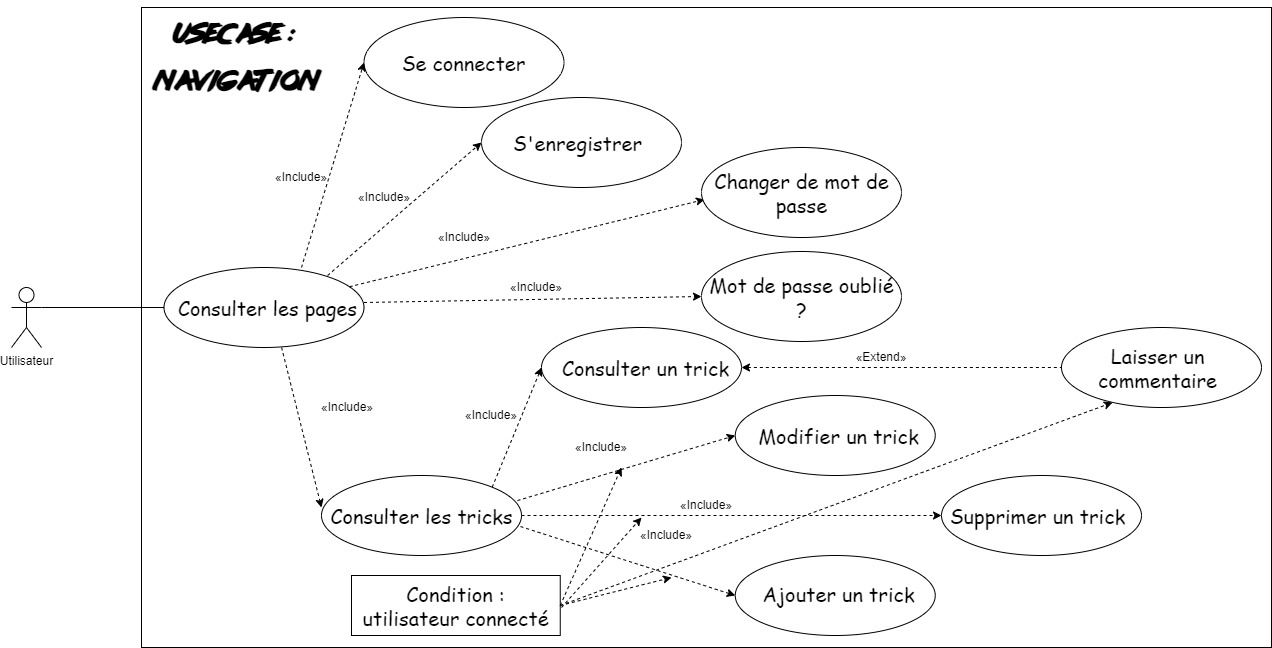 USECASE :
NAVIGATION
Se connecter
S'enregistrer
«Include»
«Include»
Changer de mot de
passe
«Include»
Mot de passe oublié
?
«Include»
Consulter les pages
Utilisateur
Consulter un trick
«Extend»
Laisser un
commentaire
«Include»
«Include»
Modifier un trick
«Include»
Consulter les tricks
«Include»
Supprimer un trick
«Include»
Condition :
utilisateur connecté
Ajouter un trick